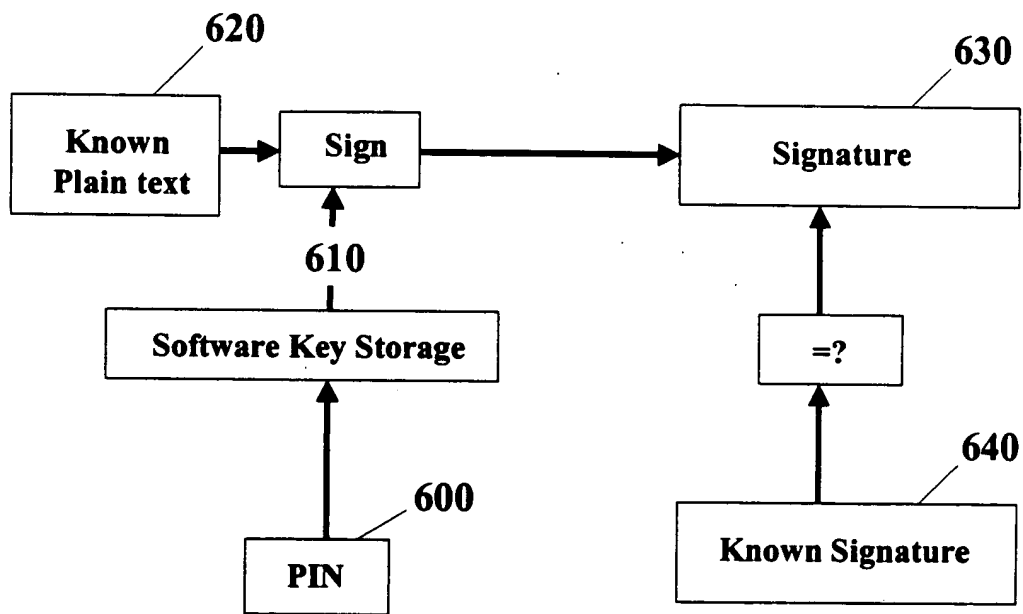 620
630
Known
Plain text
Sign
Signature
610
Software Key Storage
=?
640
600
PIN
Known Signature